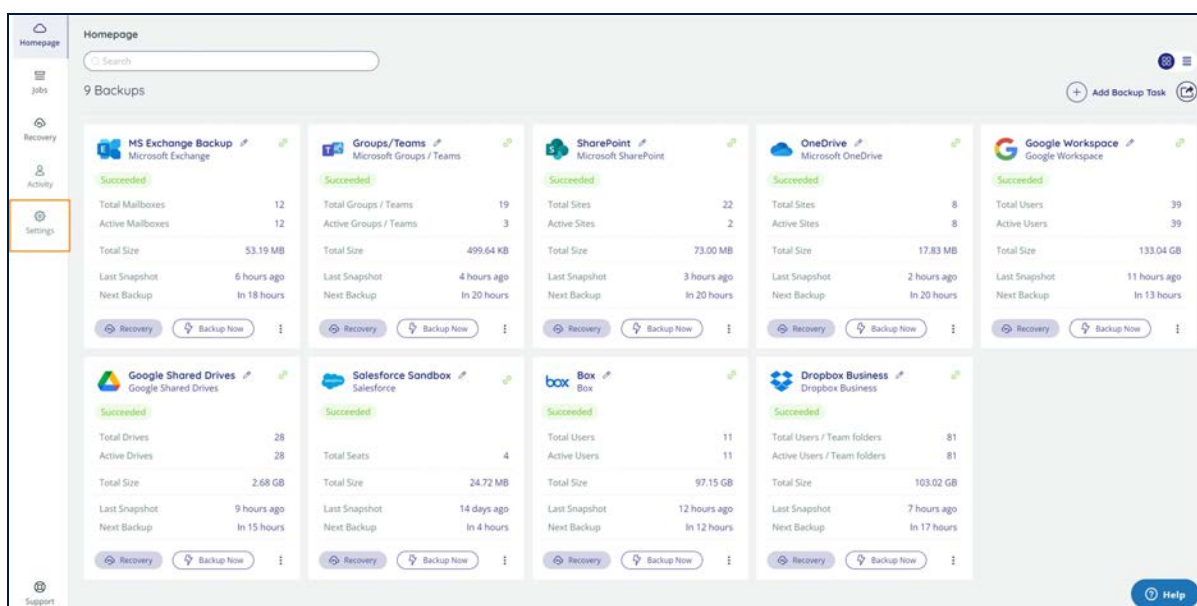 Homepage
Jobs
Recovery
Activity
Settings
Support
Homepage
Search
9 Backups
Add Backup Task
MS Exchange Backup
Microsoft Exchange
Succeeded
Total Mailboxes 12
Active Mailboxes 12
Total Size 53.19 MB
Last Snapshot 6 hours ago
Next Backup In 18 hours
Recovery Backup Now
Groups/Teams
Microsoft Groups / Teams
Succeeded
Total Groups / Teams 19
Active Groups / Teams 3
Total Size 499.64 KB
Last Snapshot 4 hours ago
Next Backup In 20 hours
Recovery Backup Now
SharePoint
Microsoft SharePoint
Succeeded
Total Sites 22
Active Sites 2
Total Size 73.00 MB
Last Snapshot 3 hours ago
Next Backup In 20 hours
Recovery Backup Now
OneDrive
Microsoft OneDrive
Succeeded
Total Sites 8
Active Sites 8
Total Size 17.83 MB
Last Snapshot 2 hours ago
Next Backup In 20 hours
Recovery Backup Now
Google Workspace
Google Workspace
Succeeded
Total Users 39
Active Users 39
Total Size 133.04 GB
Last Snapshot 11 hours ago
Next Backup In 13 hours
Recovery Backup Now
Google Shared Drives
Google Shared Drives
Succeeded
Total Drives 28
Active Drives 28
Total Size 2.68 GB
Last Snapshot 9 hours ago
Next Backup In 15 hours
Recovery Backup Now
Salesforce Sandbox
Salesforce
Succeeded
Total Seats 4
Total Size 24.72 MB
Last Snapshot 14 days ago
Next Backup In 4 hours
Recovery Backup Now
box Box
Box
Succeeded
Total Users 11
Active Users 11
Total Size 97.15 GB
Last Snapshot 12 hours ago
Next Backup In 12 hours
Recovery Backup Now
Dropbox Business
Dropbox Business
Succeeded
Total Users / Team folders 81
Active Users / Team folders 81
Total Size 103.02 GB
Last Snapshot 7 hours ago
Next Backup In 17 hours
Recovery Backup Now
Help